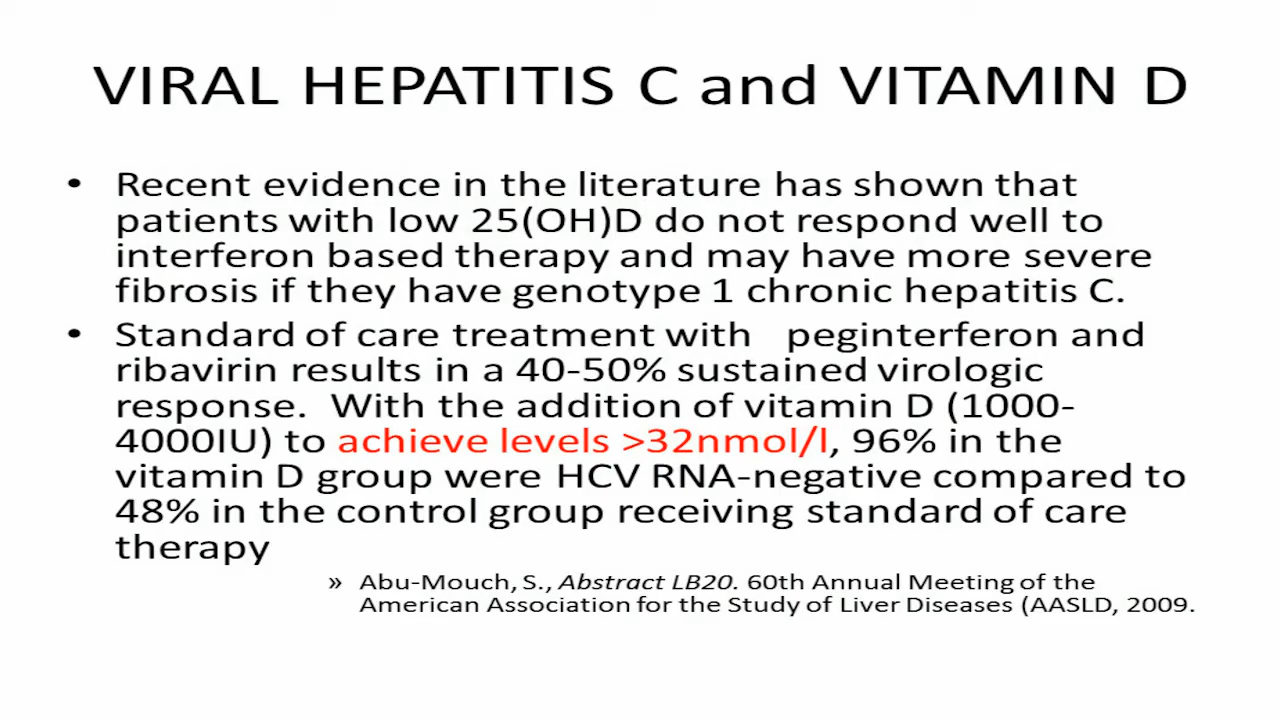 VIRAL HEPATITIS C and VITAMIN D
• Recent evidence in the literature has shown that
patients with low 25(OH)D do not respond well to
interferon based therapy and may have more severe
fibrosis if they have genotype 1 chronic hepatitis C.
• Standard of care treatment with peginterferon and
ribavirin results in a 40-50% sustained virologic
response. With the addition of vitamin D (1000-
4000IU) to achieve levels >32nmol/l, 96% in the
vitamin D group were HCV RNA-negative compared to
48% in the control group receiving standard of care
therapy
» Abu-Mouch, S., Abstract LB20. 60th Annual Meeting of the
American Association for the Study of Liver Diseases (AASLD, 2009.